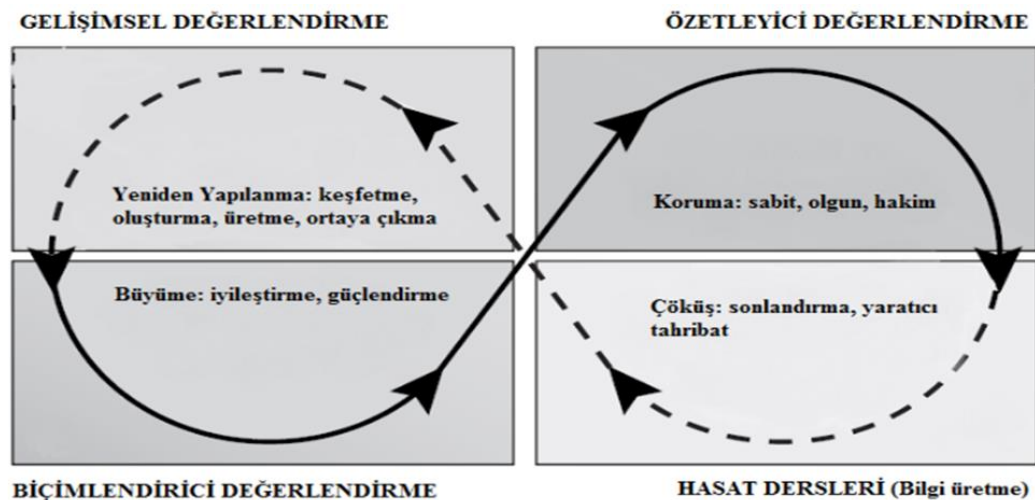 GELİŞİMSEL DEĞERLENDİRME
ÖZETLEYİCİ DEĞERLENDİRME
Yeniden Yapılanma: keşfetme,
oluşturma, üretme, ortaya çıkma
Koruma: sabit, olgun, hakim
Büyüme: iyileştirme, güçlendirme
Çöküş: sonlandırma, yaratıcı
tahribat
BİÇİMLENDİRİCİ DEĞERLENDİRME
HASAT DERSLERİ (Bilgi üretme)